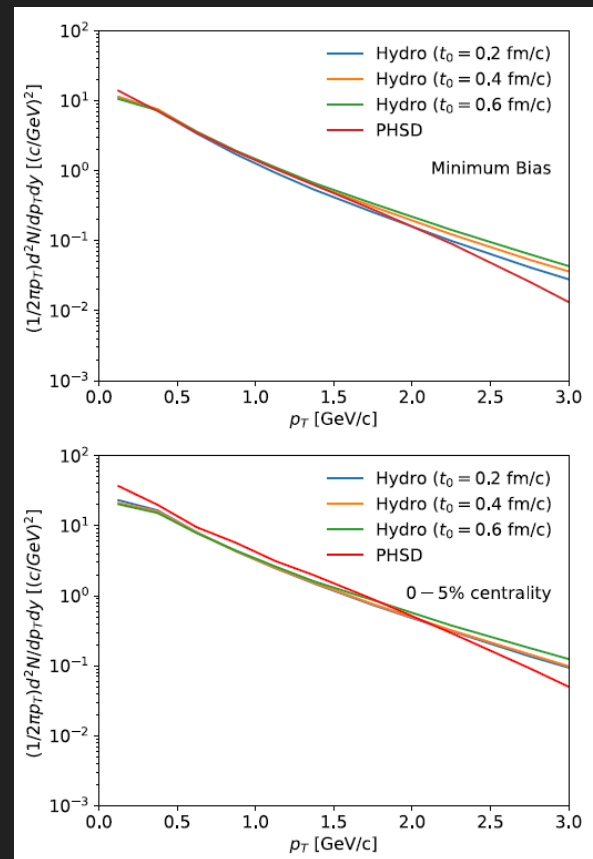 10²
Hydro (t₀ = 0.2 fm/c)
Hydro (t₀ = 0.4 fm/c)
10¹
Hydro (t₀ = 0.6 fm/c)
PHSD
10⁰
Minimum Bias
(1/2πp_T)d²N/dp_Tdy [(c/GeV)²]
10⁻¹
10⁻²
10⁻³
0.0 0.5 1.0 1.5 2.0 2.5 3.0
p_T [GeV/c]
10²
Hydro (t₀ = 0.2 fm/c)
Hydro (t₀ = 0.4 fm/c)
10¹
Hydro (t₀ = 0.6 fm/c)
PHSD
10⁰
0 − 5% centrality
(1/2πp_T)d²N/dp_Tdy [(c/GeV)²]
10⁻¹
10⁻²
10⁻³
0.0 0.5 1.0 1.5 2.0 2.5 3.0
p_T [GeV/c]